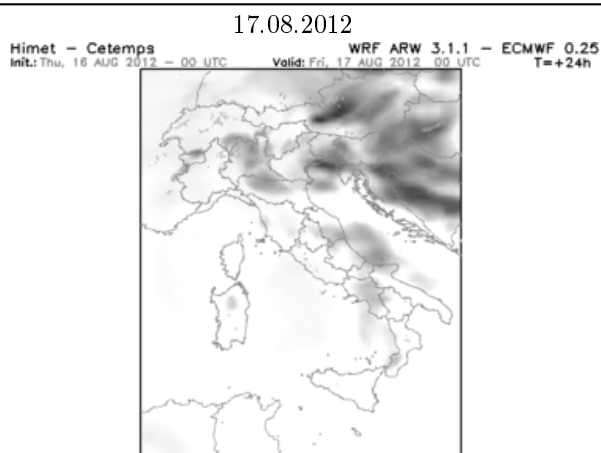 17.08.2012
Himet – Cetemps WRF ARW 3.1.1 – ECMWF 0.25
Init.: Thu, 16 AUG 2012 – 00 UTC Valid: Fri, 17 AUG 2012 00 UTC T=+24h